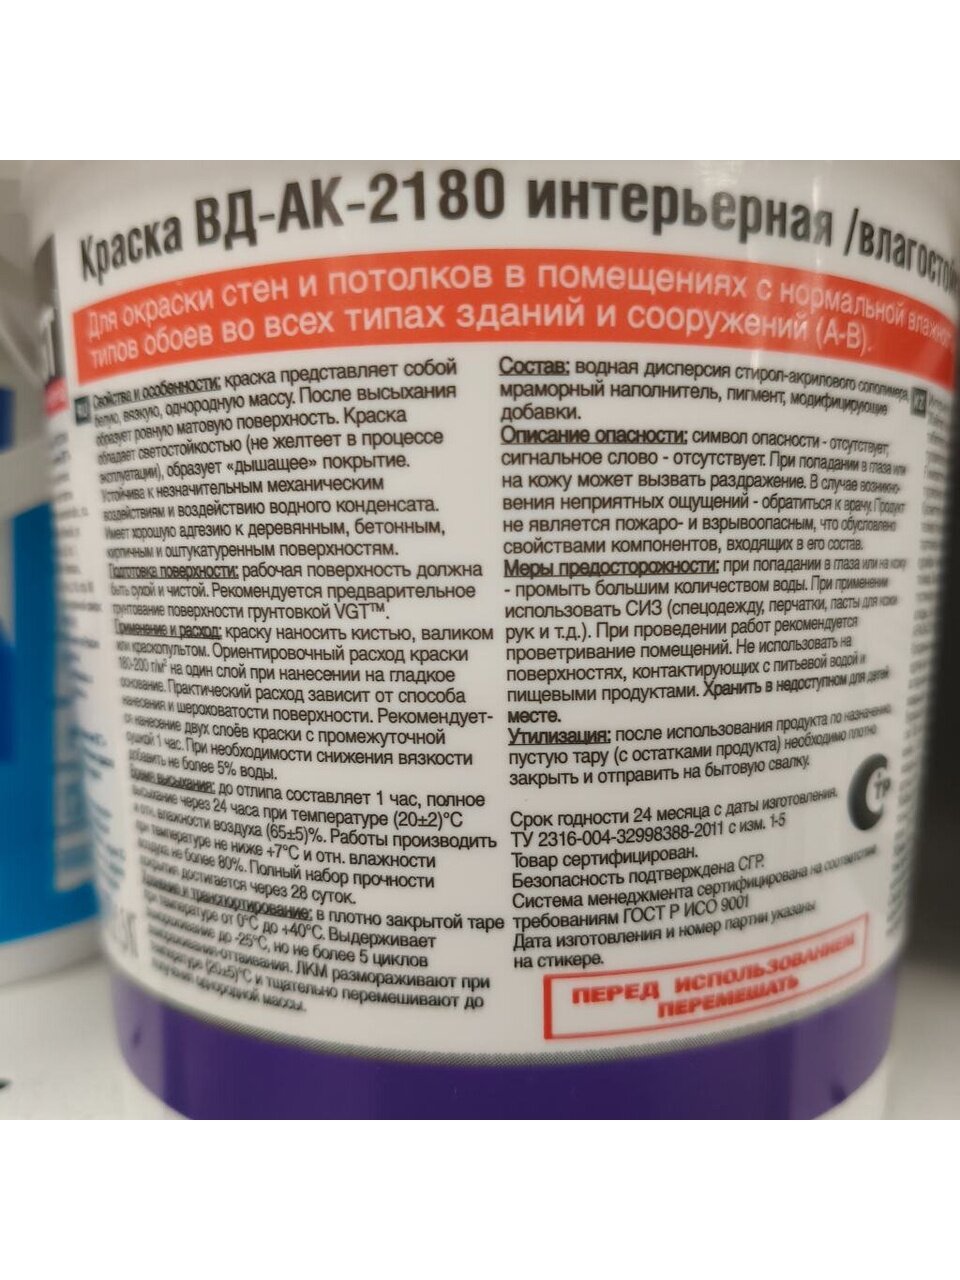 Краска ВД-АК-2180 интерьерная /влагосто
Для окраски стен и потолков в помещениях с нормальной влажно
типов обоев во всех типах зданий и сооружений (А-В).
Свойства и особенности: краска представляет собой
белую, вязкую, однородную массу. После высыхания
образует ровную матовую поверхность. Краска
обладает светостойкостью (не желтеет в процессе
эксплуатации), образует «дышащее» покрытие.
Устойчива к незначительным механическим
воздействиям и воздействию водного конденсата.
Имеет хорошую адгезию к деревянным, бетонным,
кирпичным и оштукатуренным поверхностям.
Подготовка поверхности: рабочая поверхность должна
быть сухой и чистой. Рекомендуется предварительное
грунтование поверхности грунтовкой VGT™.
Применение и расход: краску наносить кистью, валиком
или краскопультом. Ориентировочный расход краски
180-200 г/м² на один слой при нанесении на гладкое
основание. Практический расход зависит от способа
нанесения и шероховатости поверхности. Рекомендует-
ся нанесение двух слоёв краски с промежуточной
сушкой 1 час. При необходимости снижения вязкости
добавить не более 5% воды.
Время высыхания: до отлипа составляет 1 час, полное
высыхание через 24 часа при температуре (20±2)°С
и отн. влажности воздуха (65±5)%. Работы производить
при температуре не ниже +7°С и отн. влажности
воздуха не более 80%. Полный набор прочности
покрытия достигается через 28 суток.
Хранение и транспортирование: в плотно закрытой таре
при температуре от 0°С до +40°С. Выдерживает
замораживание до -25°С, но не более 5 циклов
замораживания-оттаивания. ЛКМ размораживают при
температуре (20±5)°С и тщательно перемешивают до
получения однородной массы.
Состав: водная дисперсия стирол-акрилового сополимера,
мраморный наполнитель, пигмент, модифицирующие
добавки.
Описание опасности: символ опасности - отсутствует,
сигнальное слово - отсутствует. При попадании в глаза или
на кожу может вызвать раздражение. В случае возникно-
вения неприятных ощущений - обратиться к врачу. Продукт
не является пожаро- и взрывоопасным, что обусловлено
свойствами компонентов, входящих в его состав.
Меры предосторожности: при попадании в глаза или на кожу
- промыть большим количеством воды. При применении
использовать СИЗ (спецодежду, перчатки, пасты для кожи
рук и т.д.). При проведении работ рекомендуется
проветривание помещений. Не использовать на
поверхностях, контактирующих с питьевой водой и
пищевыми продуктами. Хранить в недоступном для детей
месте.
Утилизация: после использования продукта по назначению
пустую тару (с остатками продукта) необходимо плотно
закрыть и отправить на бытовую свалку.
Срок годности 24 месяца с даты изготовления.
ТУ 2316-004-32998388-2011 с изм. 1-5
Товар сертифицирован.
Безопасность подтверждена СГР.
Система менеджмента сертифицирована на соответствие
требованиям ГОСТ Р ИСО 9001
Дата изготовления и номер партии указаны
на стикере.
ПЕРЕД ИСПОЛЬЗОВАНИЕМ
ПЕРЕМЕШАТЬ